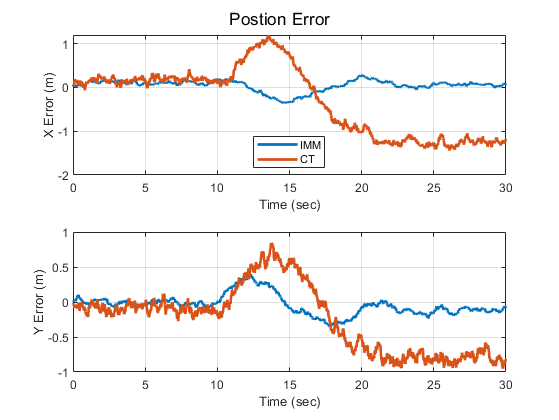 Postion Error
X Error (m)
1
0
-1
-2
IMM
CT
0 5 10 15 20 25 30
Time (sec)
Y Error (m)
1
0.5
0
-0.5
-1
0 5 10 15 20 25 30
Time (sec)